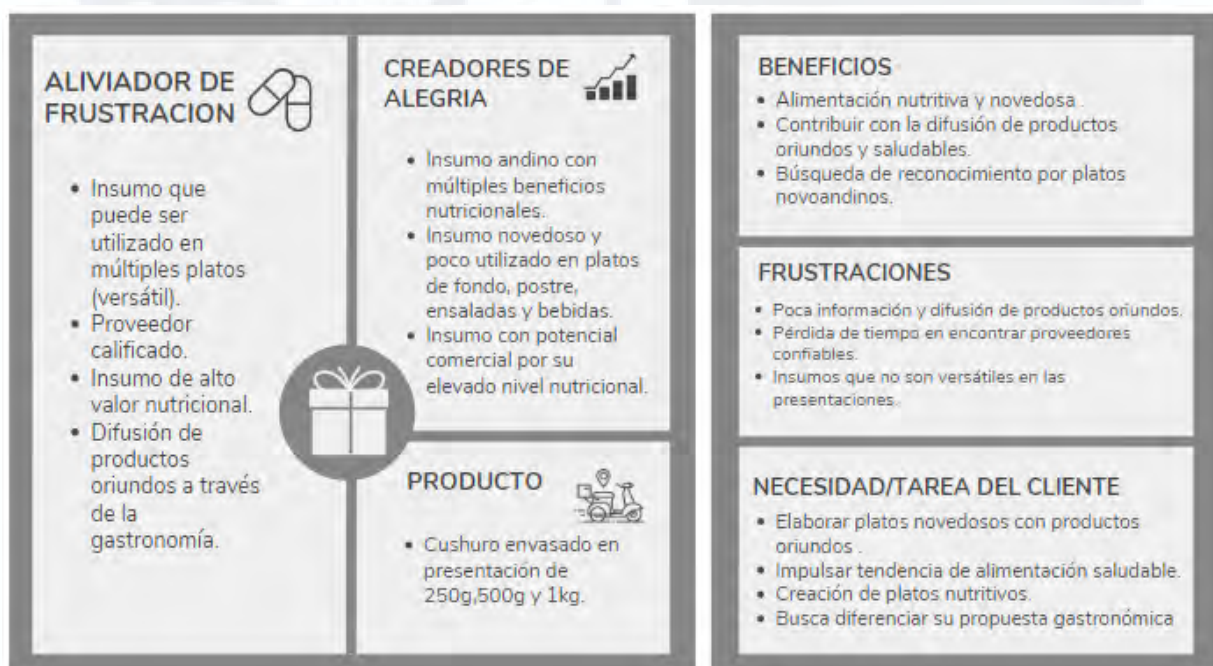 ALIVIADOR DE
FRUSTRACION
• Insumo que
puede ser
utilizado en
múltiples platos
(versátil).
• Proveedor
calificado.
• Insumo de alto
valor nutricional.
• Difusión de
productos
oriundos a través
de la
gastronomía.
CREADORES DE
ALEGRIA
• Insumo andino con
múltiples beneficios
nutricionales.
• Insumo novedoso y
poco utilizado en platos
de fondo, postre,
ensaladas y bebidas.
• Insumo con potencial
comercial por su
elevado nivel nutricional.
PRODUCTO
• Cushuro envasado en
presentación de
250g,500g y 1kg.
BENEFICIOS
• Alimentación nutritiva y novedosa .
• Contribuir con la difusión de productos
oriundos y saludables.
• Búsqueda de reconocimiento por platos
novoandinos.
FRUSTRACIONES
• Poca información y difusión de productos oriundos.
• Pérdida de tiempo en encontrar proveedores
confiables.
• Insumos que no son versátiles en las
presentaciones.
NECESIDAD/TAREA DEL CLIENTE
• Elaborar platos novedosos con productos
oriundos .
• Impulsar tendencia de alimentación saludable.
• Creación de platos nutritivos.
• Busca diferenciar su propuesta gastronómica